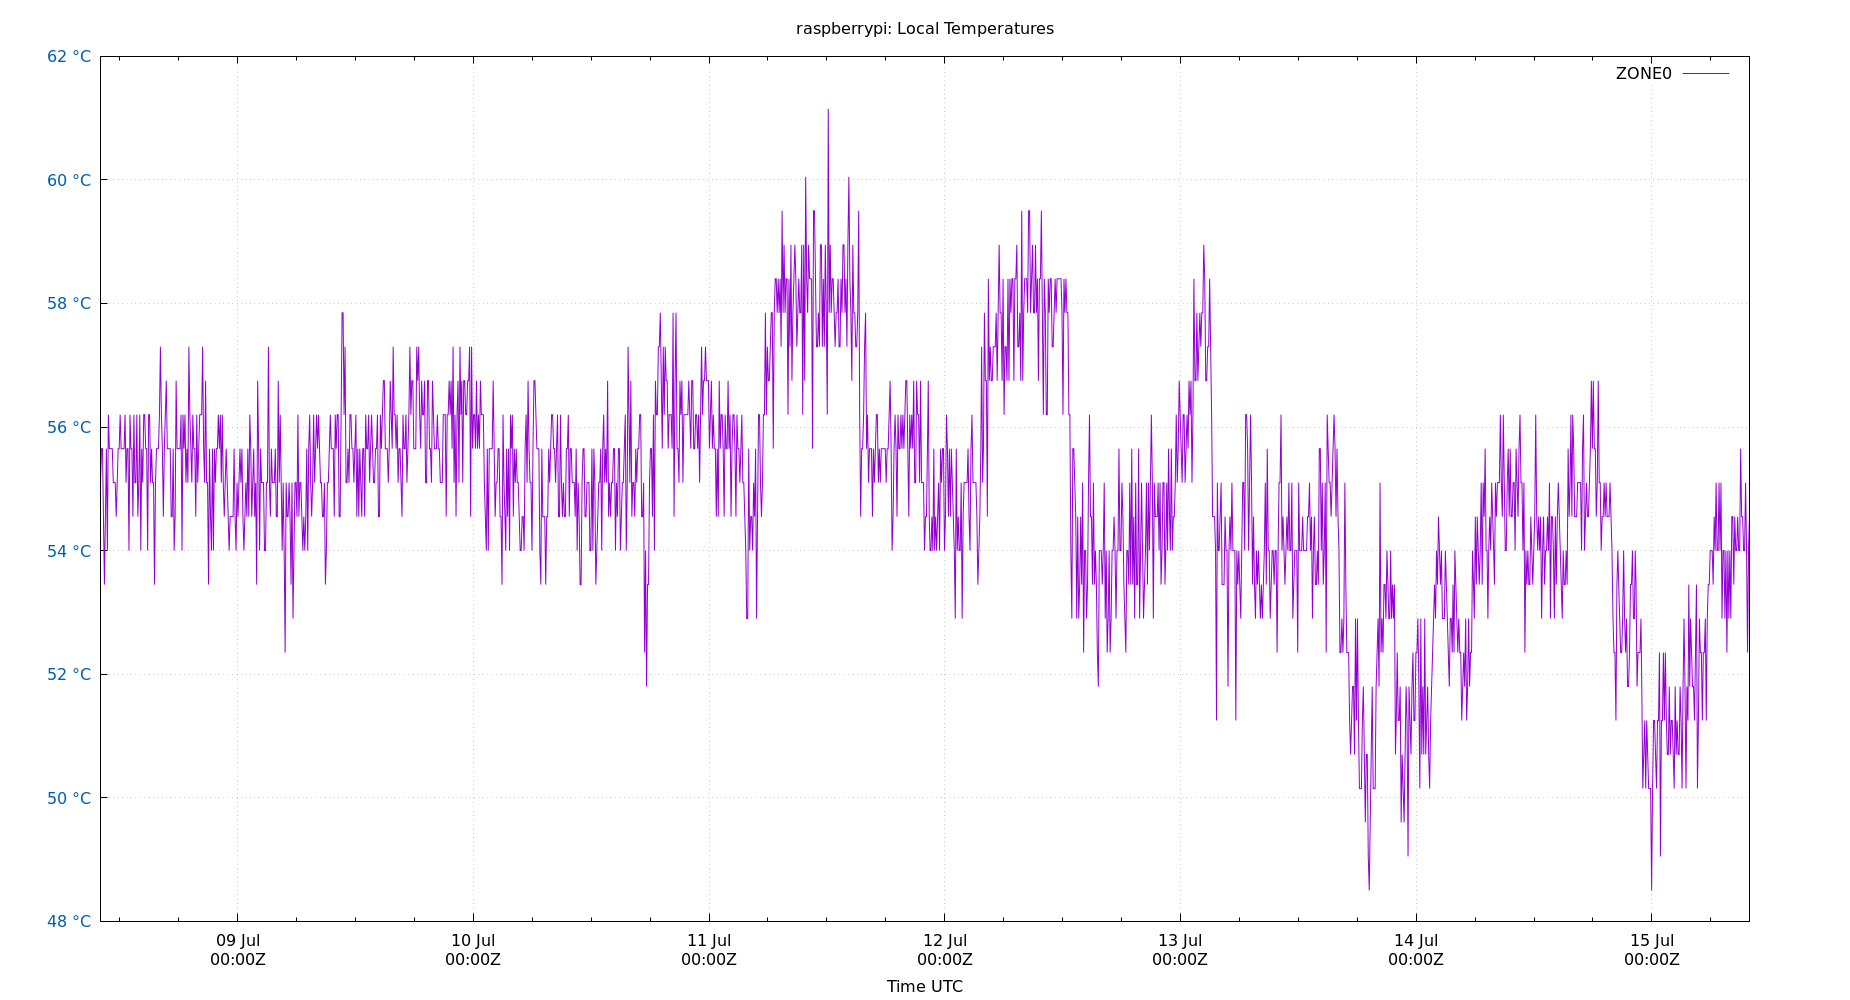 raspberrypi: Local Temperatures
62 °C
ZONE0
60 °C
58 °C
56 °C
54 °C
52 °C
50 °C
48 °C
09 Jul 10 Jul 11 Jul 12 Jul 13 Jul 14 Jul 15 Jul
00:00Z 00:00Z 00:00Z 00:00Z 00:00Z 00:00Z 00:00Z
Time UTC